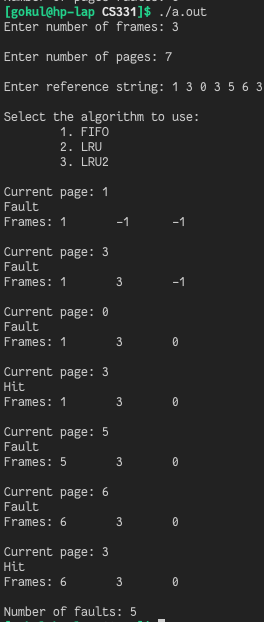 [gokul@hp-lap CS331]$ ./a.out
Enter number of frames: 3
Enter number of pages: 7
Enter reference string: 1 3 0 3 5 6 3
Select the algorithm to use:
1. FIFO
2. LRU
3. LRU2
Current page: 1
Fault
Frames: 1 -1 -1
Current page: 3
Fault
Frames: 1 3 -1
Current page: 0
Fault
Frames: 1 3 0
Current page: 3
Hit
Frames: 1 3 0
Current page: 5
Fault
Frames: 5 3 0
Current page: 6
Fault
Frames: 6 3 0
Current page: 3
Hit
Frames: 6 3 0
Number of faults: 5